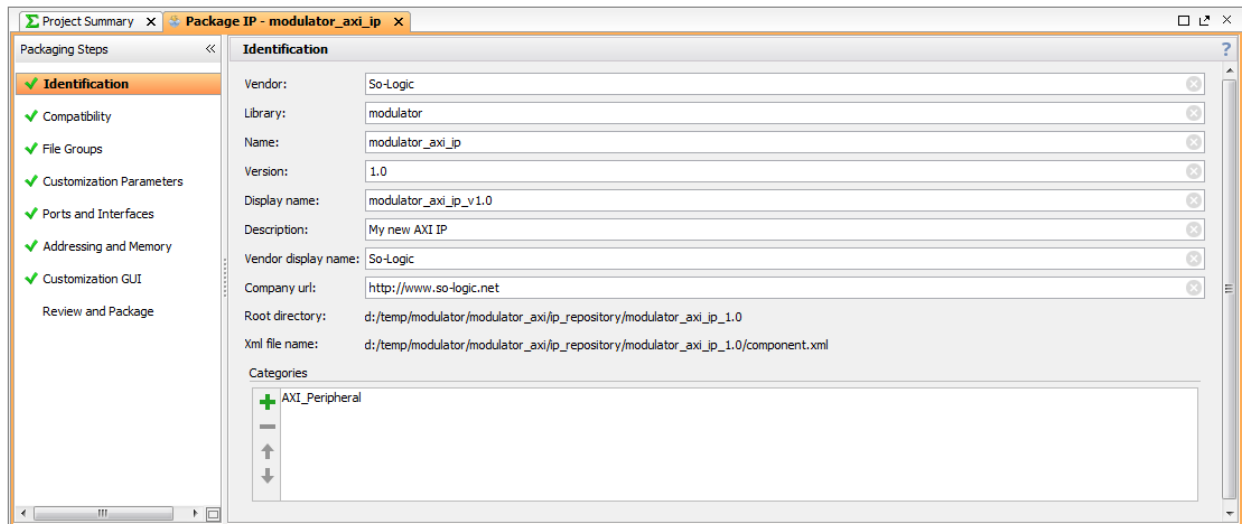 Project Summary Package IP - modulator_axi_ip
Packaging Steps Identification
Identification
Compatibility
File Groups
Customization Parameters
Ports and Interfaces
Addressing and Memory
Customization GUI
Review and Package
Vendor: So-Logic
Library: modulator
Name: modulator_axi_ip
Version: 1.0
Display name: modulator_axi_ip_v1.0
Description: My new AXI IP
Vendor display name: So-Logic
Company url: http://www.so-logic.net
Root directory: d:/temp/modulator/modulator_axi/ip_repository/modulator_axi_ip_1.0
Xml file name: d:/temp/modulator/modulator_axi/ip_repository/modulator_axi_ip_1.0/component.xml
Categories
AXI_Peripheral